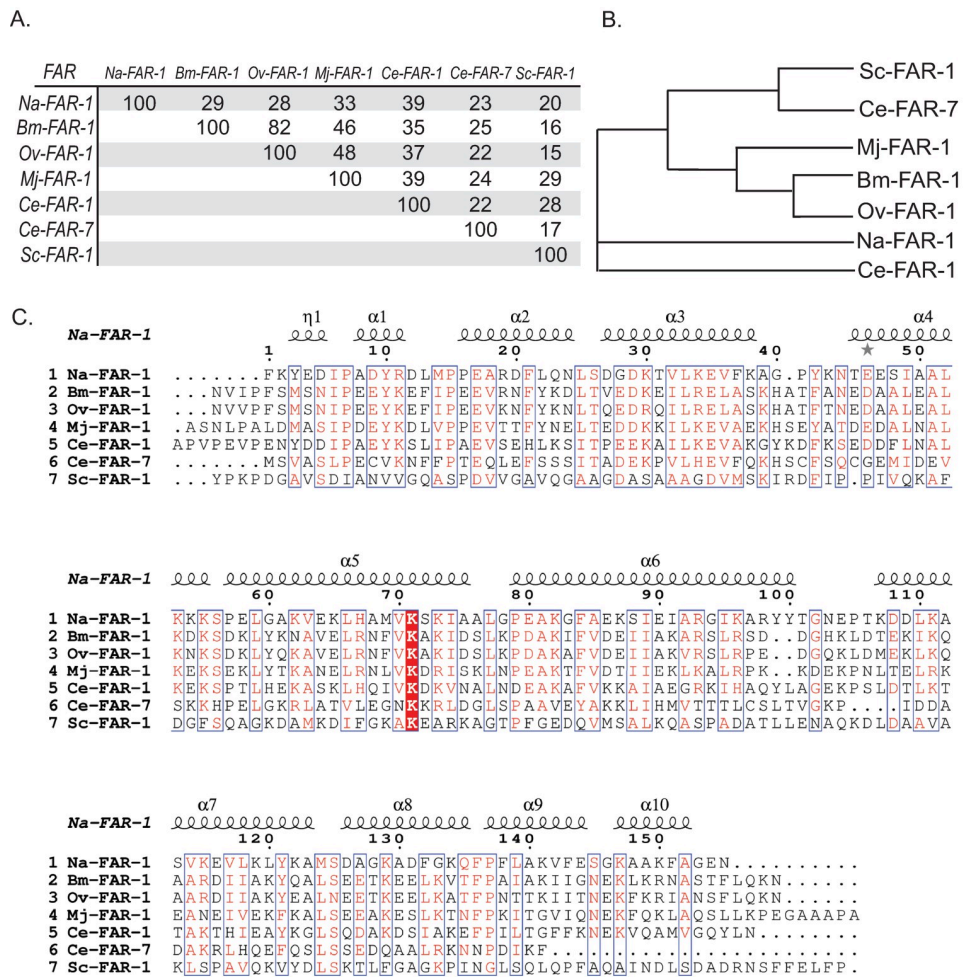 A.
B.
FAR Na-FAR-1 Bm-FAR-1 Ov-FAR-1 Mj-FAR-1 Ce-FAR-1 Ce-FAR-7 Sc-FAR-1
Na-FAR-1 100 29 28 33 39 23 20
Bm-FAR-1 100 82 46 35 25 16
Ov-FAR-1 100 48 37 22 15
Mj-FAR-1 100 39 24 29
Ce-FAR-1 100 22 28
Ce-FAR-7 100 17
Sc-FAR-1 100
Sc-FAR-1
Ce-FAR-7
Mj-FAR-1
Bm-FAR-1
Ov-FAR-1
Na-FAR-1
Ce-FAR-1
C.
Na-FAR-1 η1 α1 α2 α3 α4
1 10 20 30 40 50
1 Na-FAR-1 .......FKYEDIPADYRDLMPPEARDFLQNLSDGDKTVLKEVFKAG.PYKNTEESIAAL
2 Bm-FAR-1 ...NVIPFSMSNIPEEYKEFIPEEVRNFYKDLTVEDKEILRELASKHATFANEDAALEAL
3 Ov-FAR-1 ...NVVPFSMSNIPEEYKEFIPEEVKNFYKNLTQEDRQILRELASKHATFTNEDAALEAL
4 Mj-FAR-1 .ASNLPALDMASIPDEYKDLVPPEVTTFYNELTEDDKKILKEVAEKHSEYATDEDALNAL
5 Ce-FAR-1 APVPEVPENYDDIPAEYKSLIPAEVSEHLKSITPEEKAILKEVAKGYKDFKSEDDFLNAL
6 Ce-FAR-7 .......MSVASLPECVKNFFPTEQLEFSSSITADEKPVLHEVFQKHSCFSQCGEMIDEV
7 Sc-FAR-1 ...YPKPDGAVSDIANVVGQASPDVVGAVQGAAGDASAAAGDVMSKIRDFIP.PIVQKAF
Na-FAR-1 α5 α6
60 70 80 90 100 110
1 Na-FAR-1 KKKSPELGAKVEKLHAMVKSKIAALGPEAKGFAEKSIEIARGIKARYYTGNEPTKDDLKA
2 Bm-FAR-1 KDKSDKLYKNAVELRNFVKAKIDSLKPDAKTFVDEIIAKVRSLRSD..DGHKLDTEKIKQ
3 Ov-FAR-1 KNKSDKLYQKAVELRNFVKAKIDSLKPDAKAFVDEIIAKVRSLRPE..DGQKLDMEKLKQ
4 Mj-FAR-1 KEKSEKLYTKANELRNMVKDRISKLNPEAKTFVDTIIEKLKALRPK..KDEKPNLTELKQ
5 Ce-FAR-1 KEKSPTLHEKASKLHQIVKDKVNALNDEAKAFVKKAIAEGRKIHAQYLAGEKPSLDTLKT
6 Ce-FAR-7 SKKHPELGKRLATVLEGNKKRLDGLSPAAVEYAKKLIHMVTTTLCSLTVGKP...IDDA
7 Sc-FAR-1 DGFSQAGKDAMKDIFGKAKEARKAGTPFGEDQVMSALKQASPADATLLENAQKDLDAAVA
Na-FAR-1 α7 α8 α9 α10
120 130 140 150
1 Na-FAR-1 SVKEVLKLYKAMSDAGKADFGKQFPFLAKVFESGKAAKFAGEN..........
2 Bm-FAR-1 AARDIIAKYQALSEETKEELKVTFPAIAKIIGNEKLKRNASTFLQKN......
3 Ov-FAR-1 AARDIIAKYEALNEETKEELKATFPNTTKIITNEKFKRIANSFLQKN......
4 Mj-FAR-1 EANEIVEKFKALSEEAKESLKTNFPKITGVIQNEKFQKLAQSLLKPEGAAAPA
5 Ce-FAR-1 TAKTHIEAYKGLSQDAKDSIAKEFPILTGFFKNEKVQAMVGQYLN........
6 Ce-FAR-7 DAKRLHQEFQSLSSEDQAALRKNNPDIKF........................
7 Sc-FAR-1 KLSPAVQKVYDLSKTLFGAGKPINGLSQLQPFAQAINDLSDADRNSFFELFP.